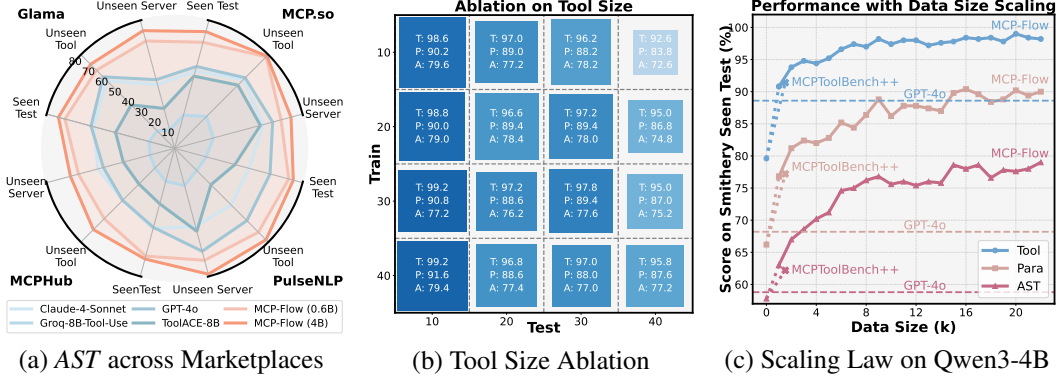 Glama
Unseen Server
Seen Test
MCP.so
Unseen
Tool
Unseen
Tool
80
70
60
50
40
30
20
10
Seen
Test
Unseen
Server
Unseen
Server
Seen
Test
Unseen
Tool
Unseen
Tool
MCPHub
SeenTest
Unseen Server
PulseNLP
Claude-4-Sonnet
GPT-4o
MCP-Flow (0.6B)
Groq-8B-Tool-Use
ToolACE-8B
MCP-Flow (4B)
(a) AST across Marketplaces
Ablation on Tool Size
Train
10
T: 98.6
P: 90.2
A: 79.6
T: 97.0
P: 89.0
A: 77.2
T: 96.2
P: 88.2
A: 78.2
T: 92.6
P: 83.8
A: 72.6
20
T: 98.8
P: 90.0
A: 79.0
T: 96.6
P: 89.4
A: 78.4
T: 97.2
P: 89.4
A: 78.0
T: 95.0
P: 86.8
A: 74.8
30
T: 99.2
P: 90.8
A: 77.2
T: 97.2
P: 88.6
A: 76.2
T: 97.8
P: 89.4
A: 77.6
T: 95.0
P: 87.0
A: 75.2
40
T: 99.2
P: 91.6
A: 79.4
T: 96.8
P: 88.6
A: 77.4
T: 97.0
P: 88.0
A: 77.0
T: 95.8
P: 87.6
A: 77.2
10
20
30
40
Test
(b) Tool Size Ablation
Performance with Data Size Scaling
Score on Smithery Seen Test (%)
100
95
90
85
80
75
70
65
60
MCP-Flow
MCPToolBench++
GPT-4o
MCP-Flow
MCPToolBench++
MCP-Flow
GPT-4o
MCPToolBench++
GPT-4o
Tool
Para
AST
0
4
8
12
16
20
Data Size (k)
(c) Scaling Law on Qwen3-4B